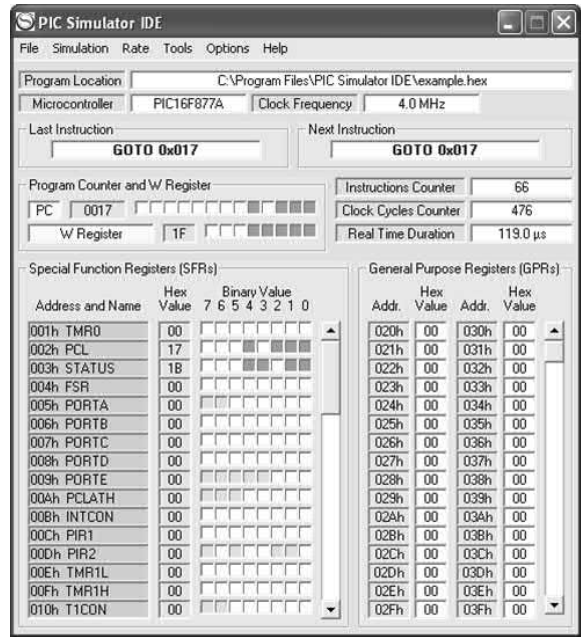 PIC Simulator IDE
File Simulation Rate Tools Options Help
Program Location C:\Program Files\PIC Simulator IDE\example.hex
Microcontroller PIC16F877A Clock Frequency 4.0 MHz
Last Instruction Next Instruction
GOTO 0x017 GOTO 0x017
Program Counter and W Register Instructions Counter 66
PC 0017 Clock Cycles Counter 476
W Register 1F Real Time Duration 119.0 µs
Special Function Registers (SFRs) General Purpose Registers (GPRs)
Hex Binary Value Hex Hex
Address and Name Value 7 6 5 4 3 2 1 0 Addr. Value Addr. Value
001h TMR0 00 020h 00 030h 00
002h PCL 17 021h 00 031h 00
003h STATUS 1B 022h 00 032h 00
004h FSR 00 023h 00 033h 00
005h PORTA 00 024h 00 034h 00
006h PORTB 00 025h 00 035h 00
007h PORTC 00 026h 00 036h 00
008h PORTD 00 027h 00 037h 00
009h PORTE 00 028h 00 038h 00
00Ah PCLATH 00 029h 00 039h 00
00Bh INTCON 00 02Ah 00 03Ah 00
00Ch PIR1 00 02Bh 00 03Bh 00
00Dh PIR2 00 02Ch 00 03Ch 00
00Eh TMR1L 00 02Dh 00 03Dh 00
00Fh TMR1H 00 02Eh 00 03Eh 00
010h T1CON 00 02Fh 00 03Fh 00